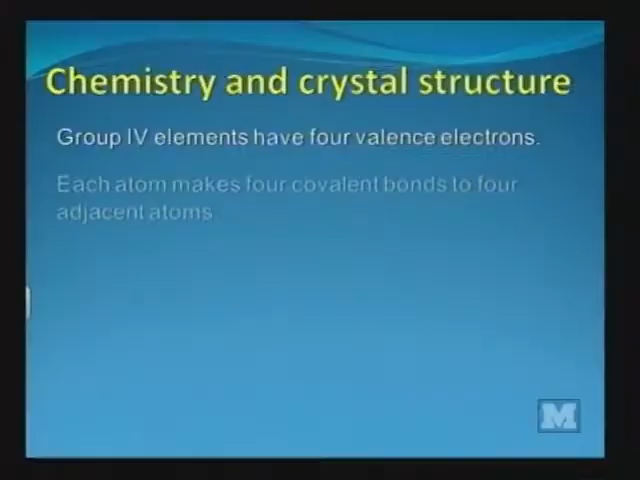 Chemistry and crystal structure
Group IV elements have four valence electrons.
Each atom makes four covalent bonds to four
adjacent atoms
M